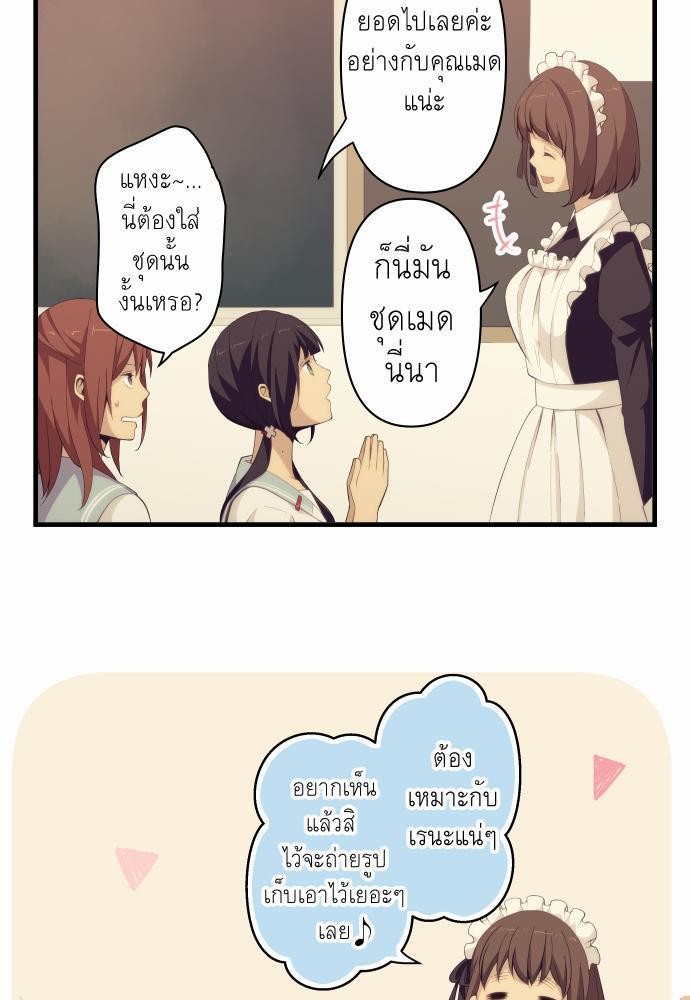 ยอดไปเลยค่ะ
อย่างกับคุณเมด
แน่ะ
ก็นี่มัน
ชุดเมด
นี่นา
แหงะ~...
นี่ต้องใส่
ชุดนั้น
งั้นเหรอ?
ต้อง
เหมาะกับ
เรนะแน่ๆ
อยากเห็น
แล้วสิ
ไว้จะถ่ายรูป
เก็บเอาไว้เยอะๆ
เลย♪